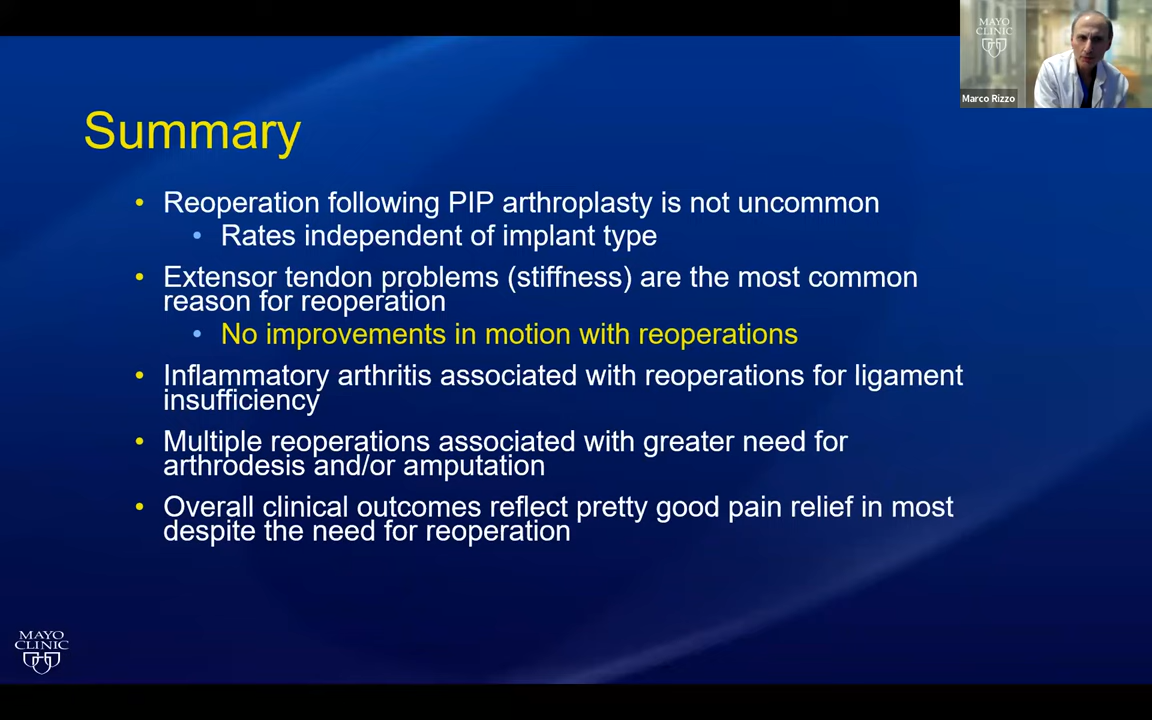 MAYO
CLINIC
Marco Rizzo
Summary
• Reoperation following PIP arthroplasty is not uncommon
• Rates independent of implant type
• Extensor tendon problems (stiffness) are the most common
reason for reoperation
• No improvements in motion with reoperations
• Inflammatory arthritis associated with reoperations for ligament
insufficiency
• Multiple reoperations associated with greater need for
arthrodesis and/or amputation
• Overall clinical outcomes reflect pretty good pain relief in most
despite the need for reoperation
MAYO
CLINIC